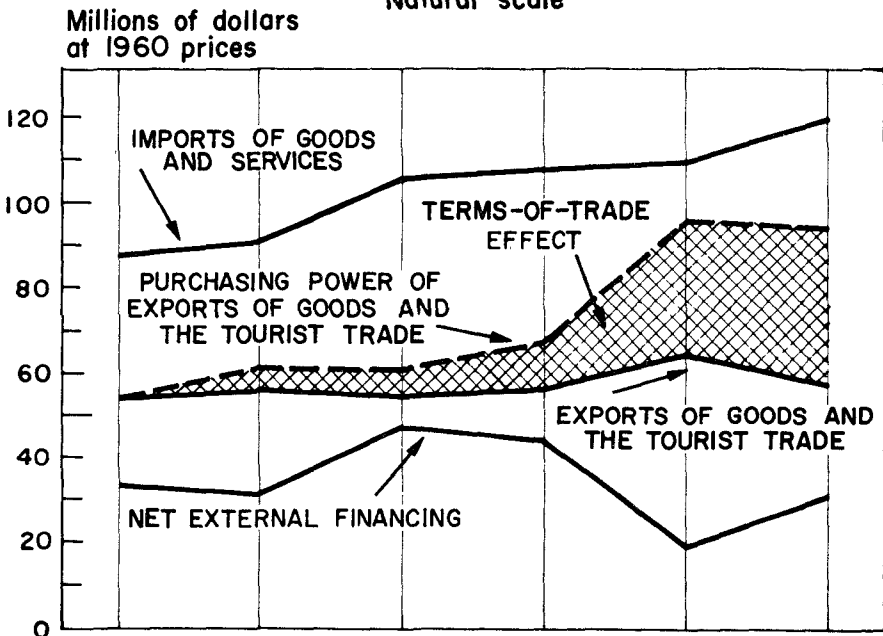 Natural scale
Millions of dollars
at 1960 prices
120
IMPORTS OF GOODS
AND SERVICES
100
TERMS-OF-TRADE
EFFECT
80
PURCHASING POWER OF
EXPORTS OF GOODS AND
THE TOURIST TRADE
60
EXPORTS OF GOODS AND
THE TOURIST TRADE
40
NET EXTERNAL FINANCING
20
0